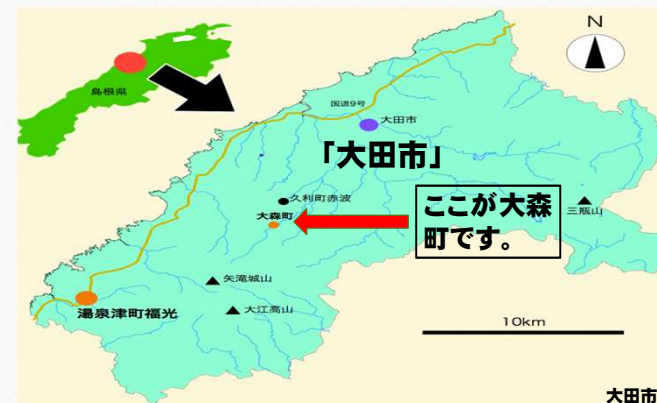 N
島根県
国道9号
大田市
「大田市」
久利町赤波
大森町
ここが大森
町です。
三瓶山
矢滝城山
湯泉津町福光
大江高山
10km
大田市